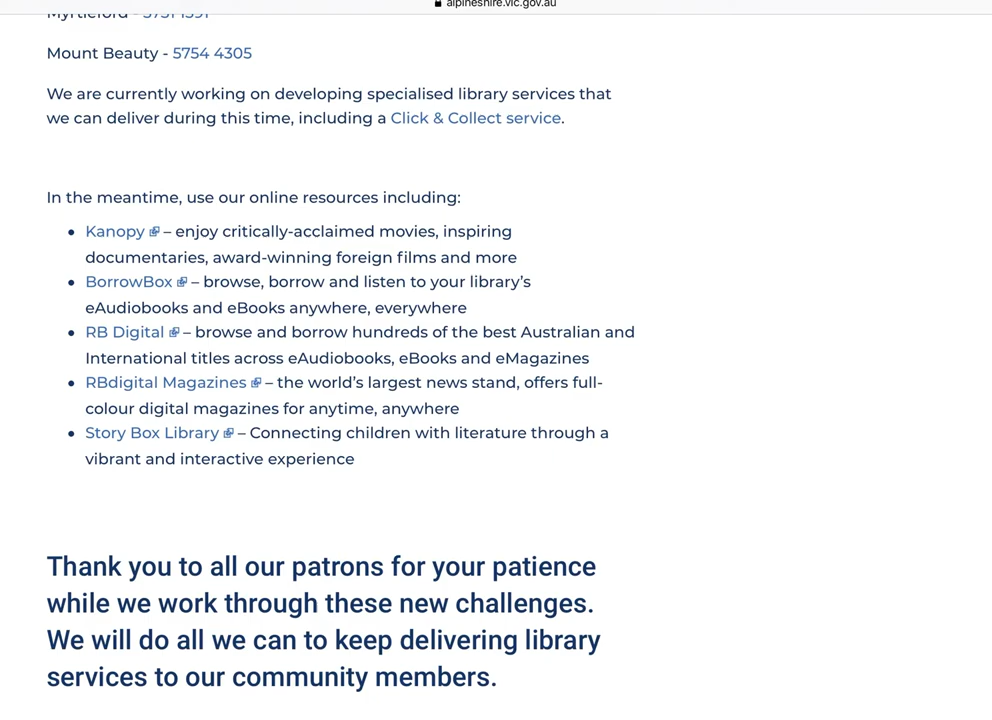 alpineshire.vic.gov.au
Myrtleford -
Mount Beauty - 5754 4305
We are currently working on developing specialised library services that
we can deliver during this time, including a Click & Collect service.
In the meantime, use our online resources including:
• Kanopy – enjoy critically-acclaimed movies, inspiring
documentaries, award-winning foreign films and more
• BorrowBox – browse, borrow and listen to your library’s
eAudiobooks and eBooks anywhere, everywhere
• RB Digital – browse and borrow hundreds of the best Australian and
International titles across eAudiobooks, eBooks and eMagazines
• RBdigital Magazines – the world’s largest news stand, offers full-
colour digital magazines for anytime, anywhere
• Story Box Library – Connecting children with literature through a
vibrant and interactive experience
Thank you to all our patrons for your patience
while we work through these new challenges.
We will do all we can to keep delivering library
services to our community members.